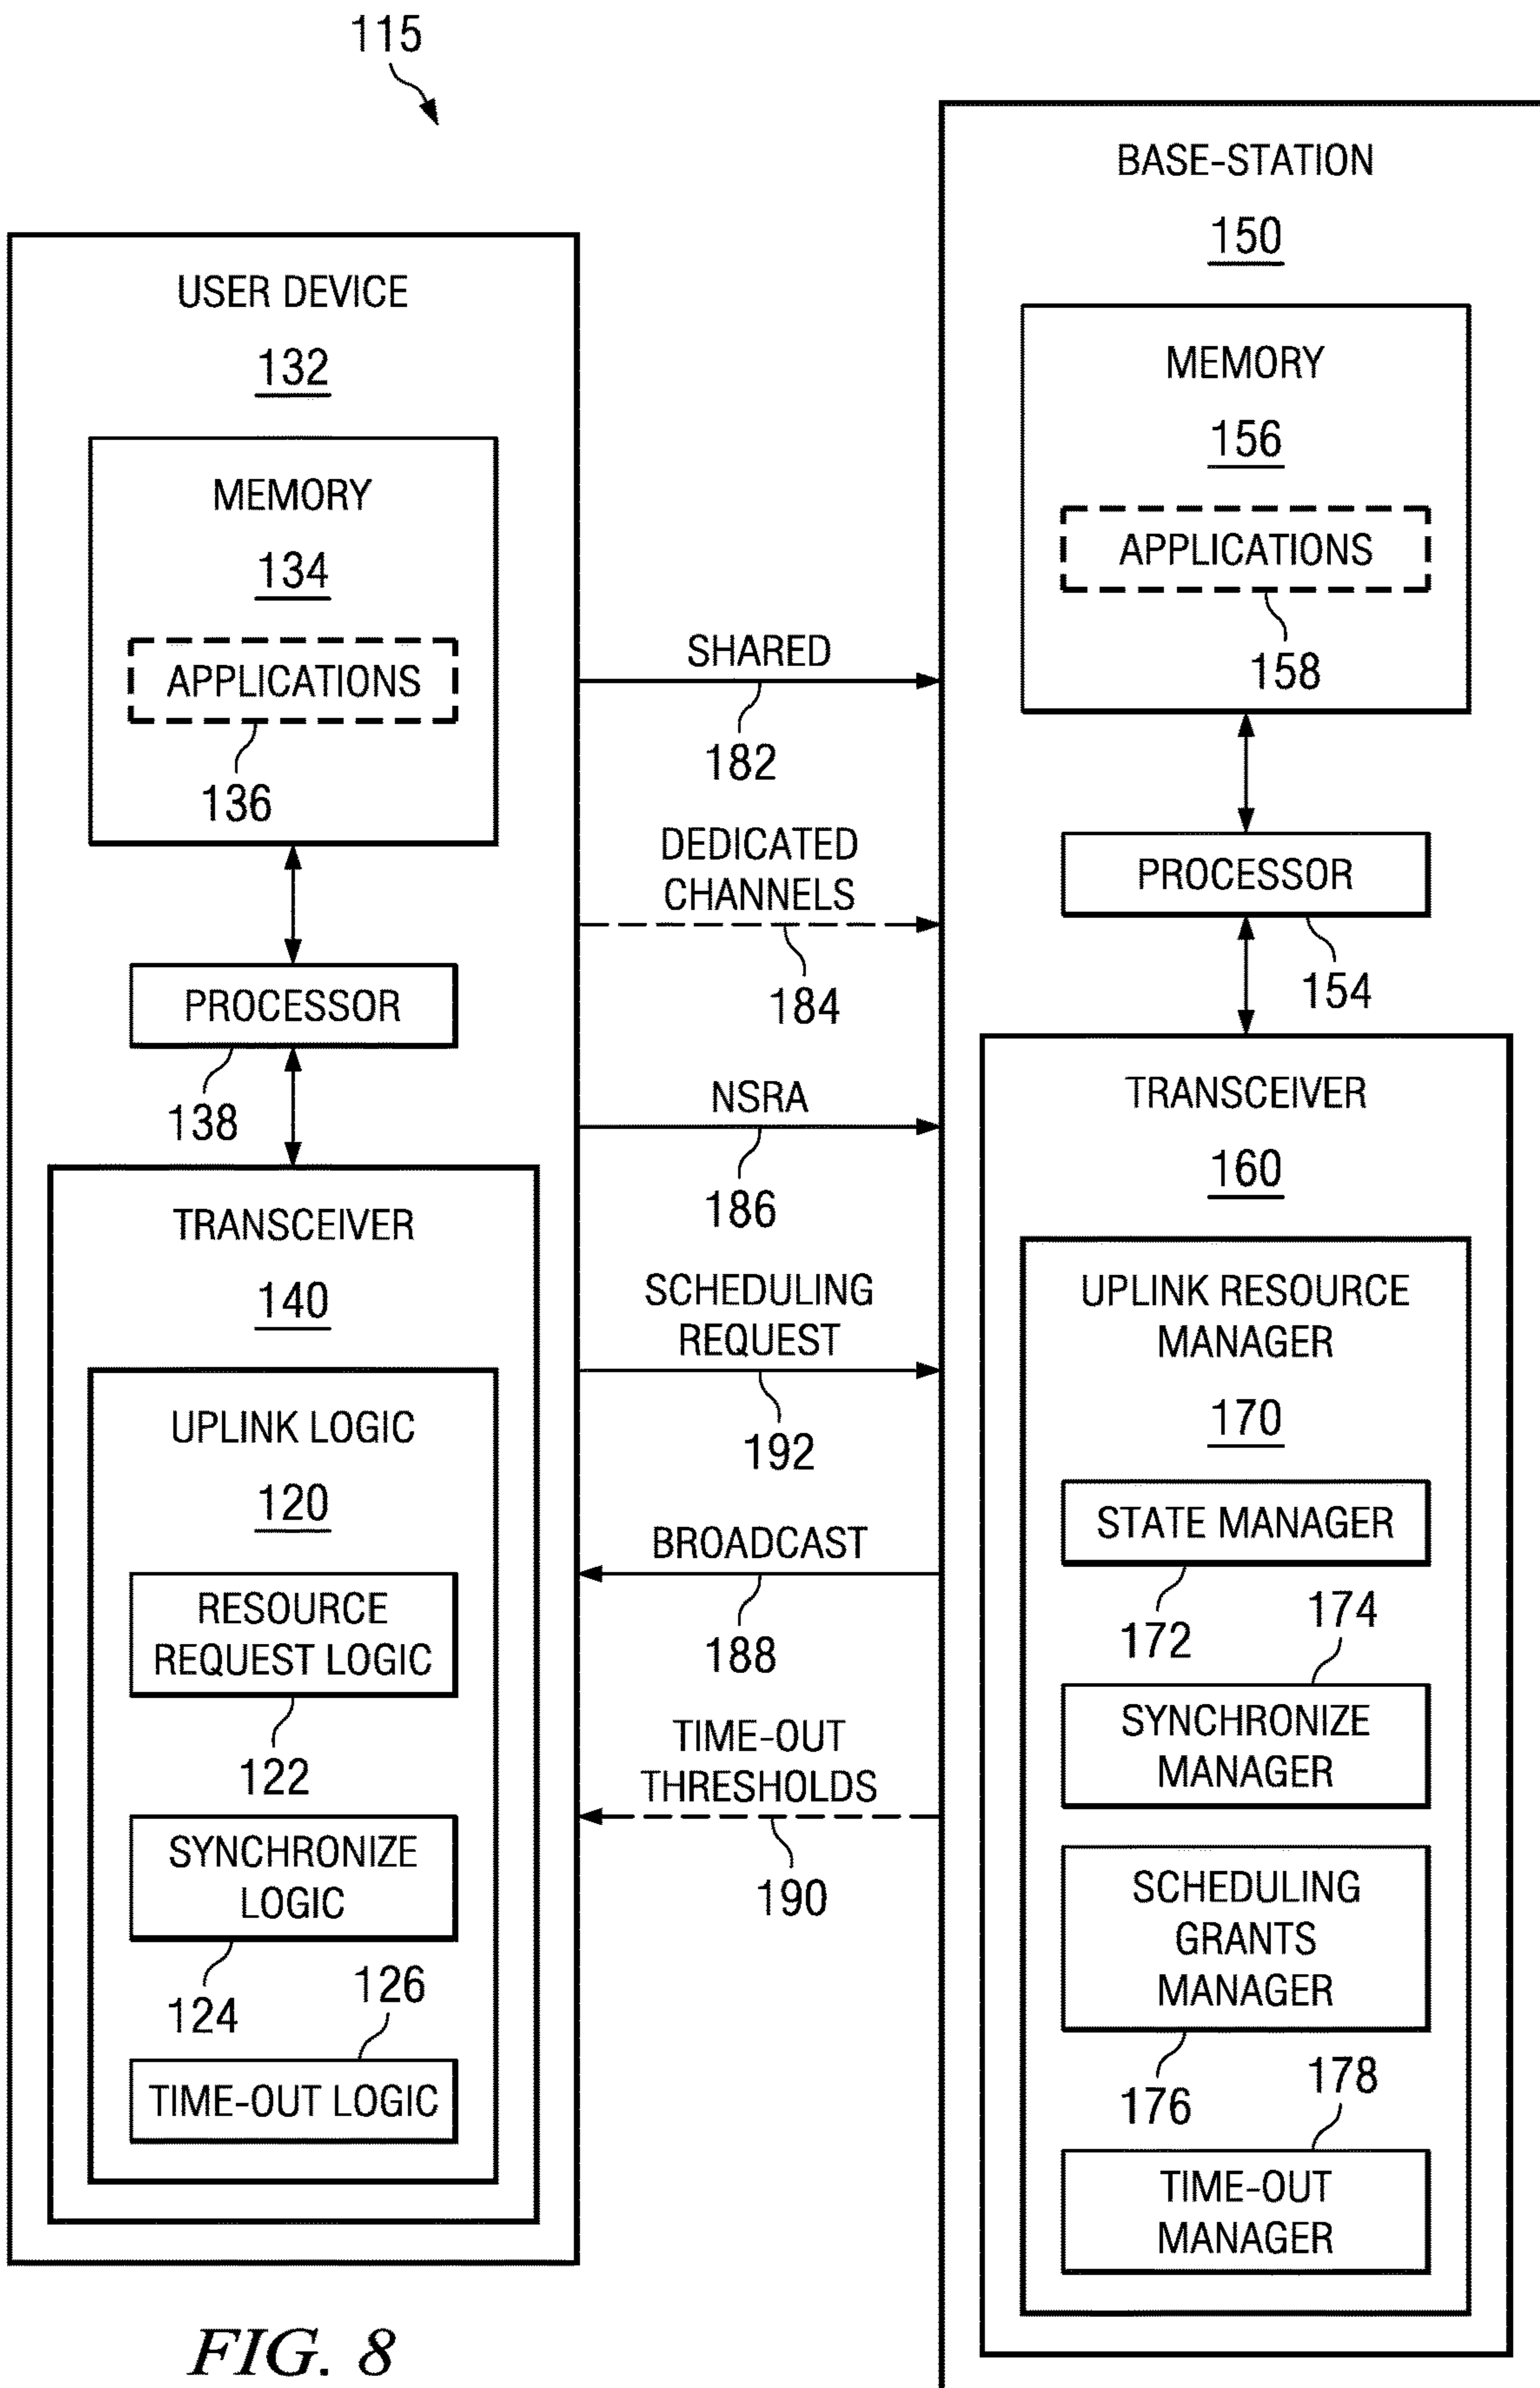 115
USER DEVICE
132
MEMORY
134
APPLICATIONS
136
PROCESSOR
138
TRANSCEIVER
140
UPLINK LOGIC
120
RESOURCE
REQUEST LOGIC
122
SYNCHRONIZE
LOGIC
124
126
TIME-OUT LOGIC
SHARED
182
DEDICATED
CHANNELS
184
NSRA
186
SCHEDULING
REQUEST
192
BROADCAST
188
TIME-OUT
THRESHOLDS
190
BASE-STATION
150
MEMORY
156
APPLICATIONS
158
PROCESSOR
154
TRANSCEIVER
160
UPLINK RESOURCE
MANAGER
170
STATE MANAGER
172
174
SYNCHRONIZE
MANAGER
SCHEDULING
GRANTS
MANAGER
176
178
TIME-OUT
MANAGER
FIG. 8